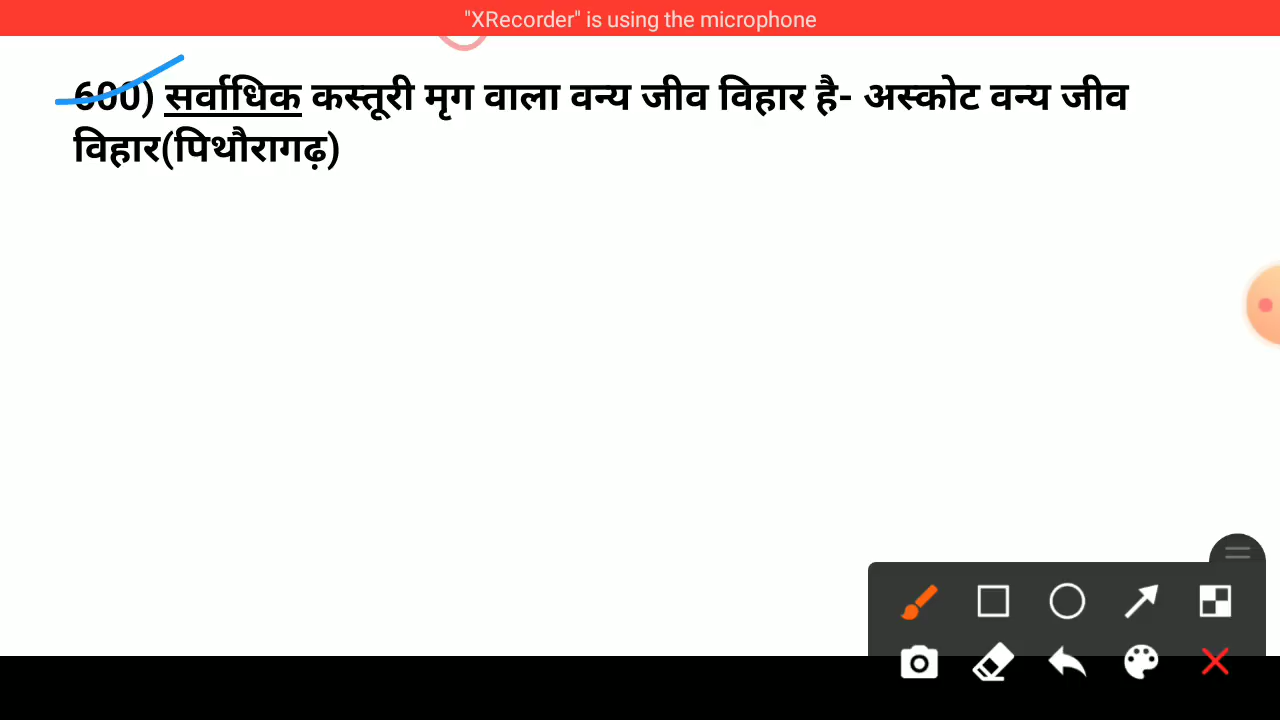 "XRecorder" is using the microphone
600) सर्वाधिक कस्तूरी मृग वाला वन्य जीव विहार है- अस्कोट वन्य जीव
विहार(पिथौरागढ़)